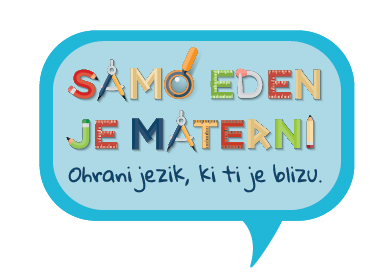 SAMO EDEN
JE MATERNI
Ohrani jezik, ki ti je blizu.